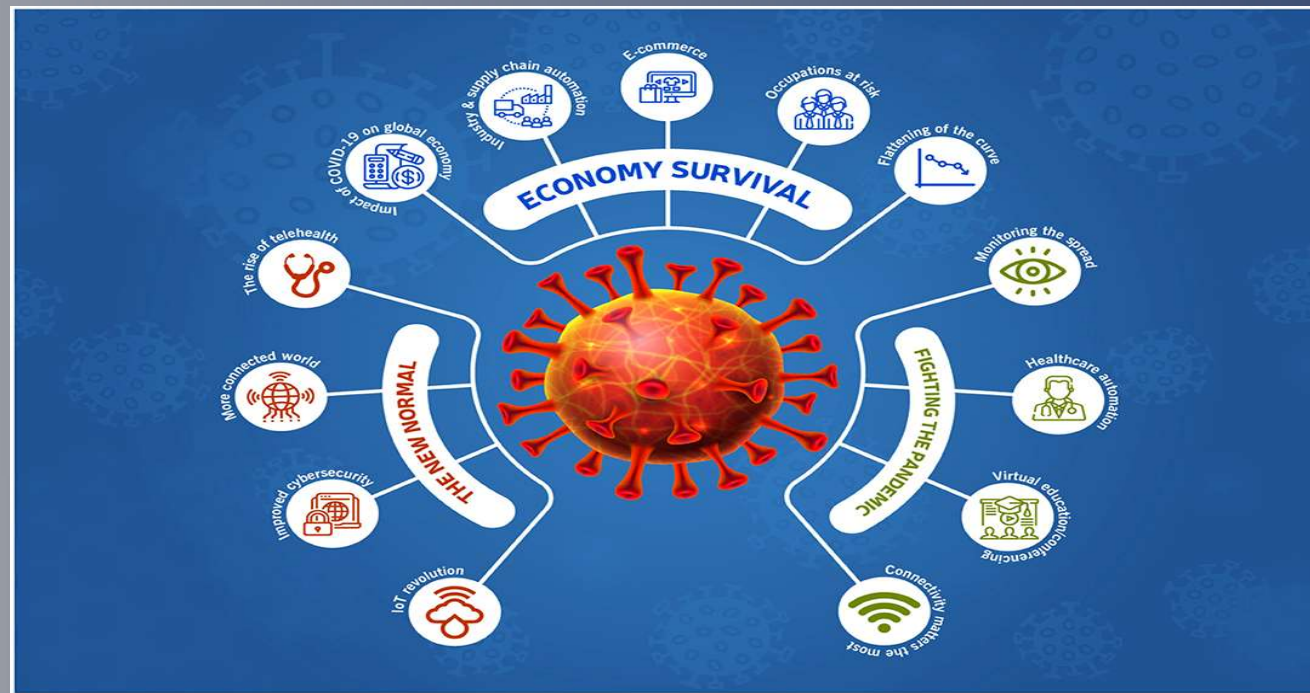 ECONOMY SURVIVAL
Impact of COVID-19 on global economy
Industry & supply chain automation
E-commerce
Occupations at risk
Flattening of the curve
FIGHTING THE PANDEMIC
Monitoring the spread
Healthcare automation
Virtual education/conferencing
Connectivity matters the most
THE NEW NORMAL
The rise of telehealth
More connected world
Improved cybersecurity
IoT revolution